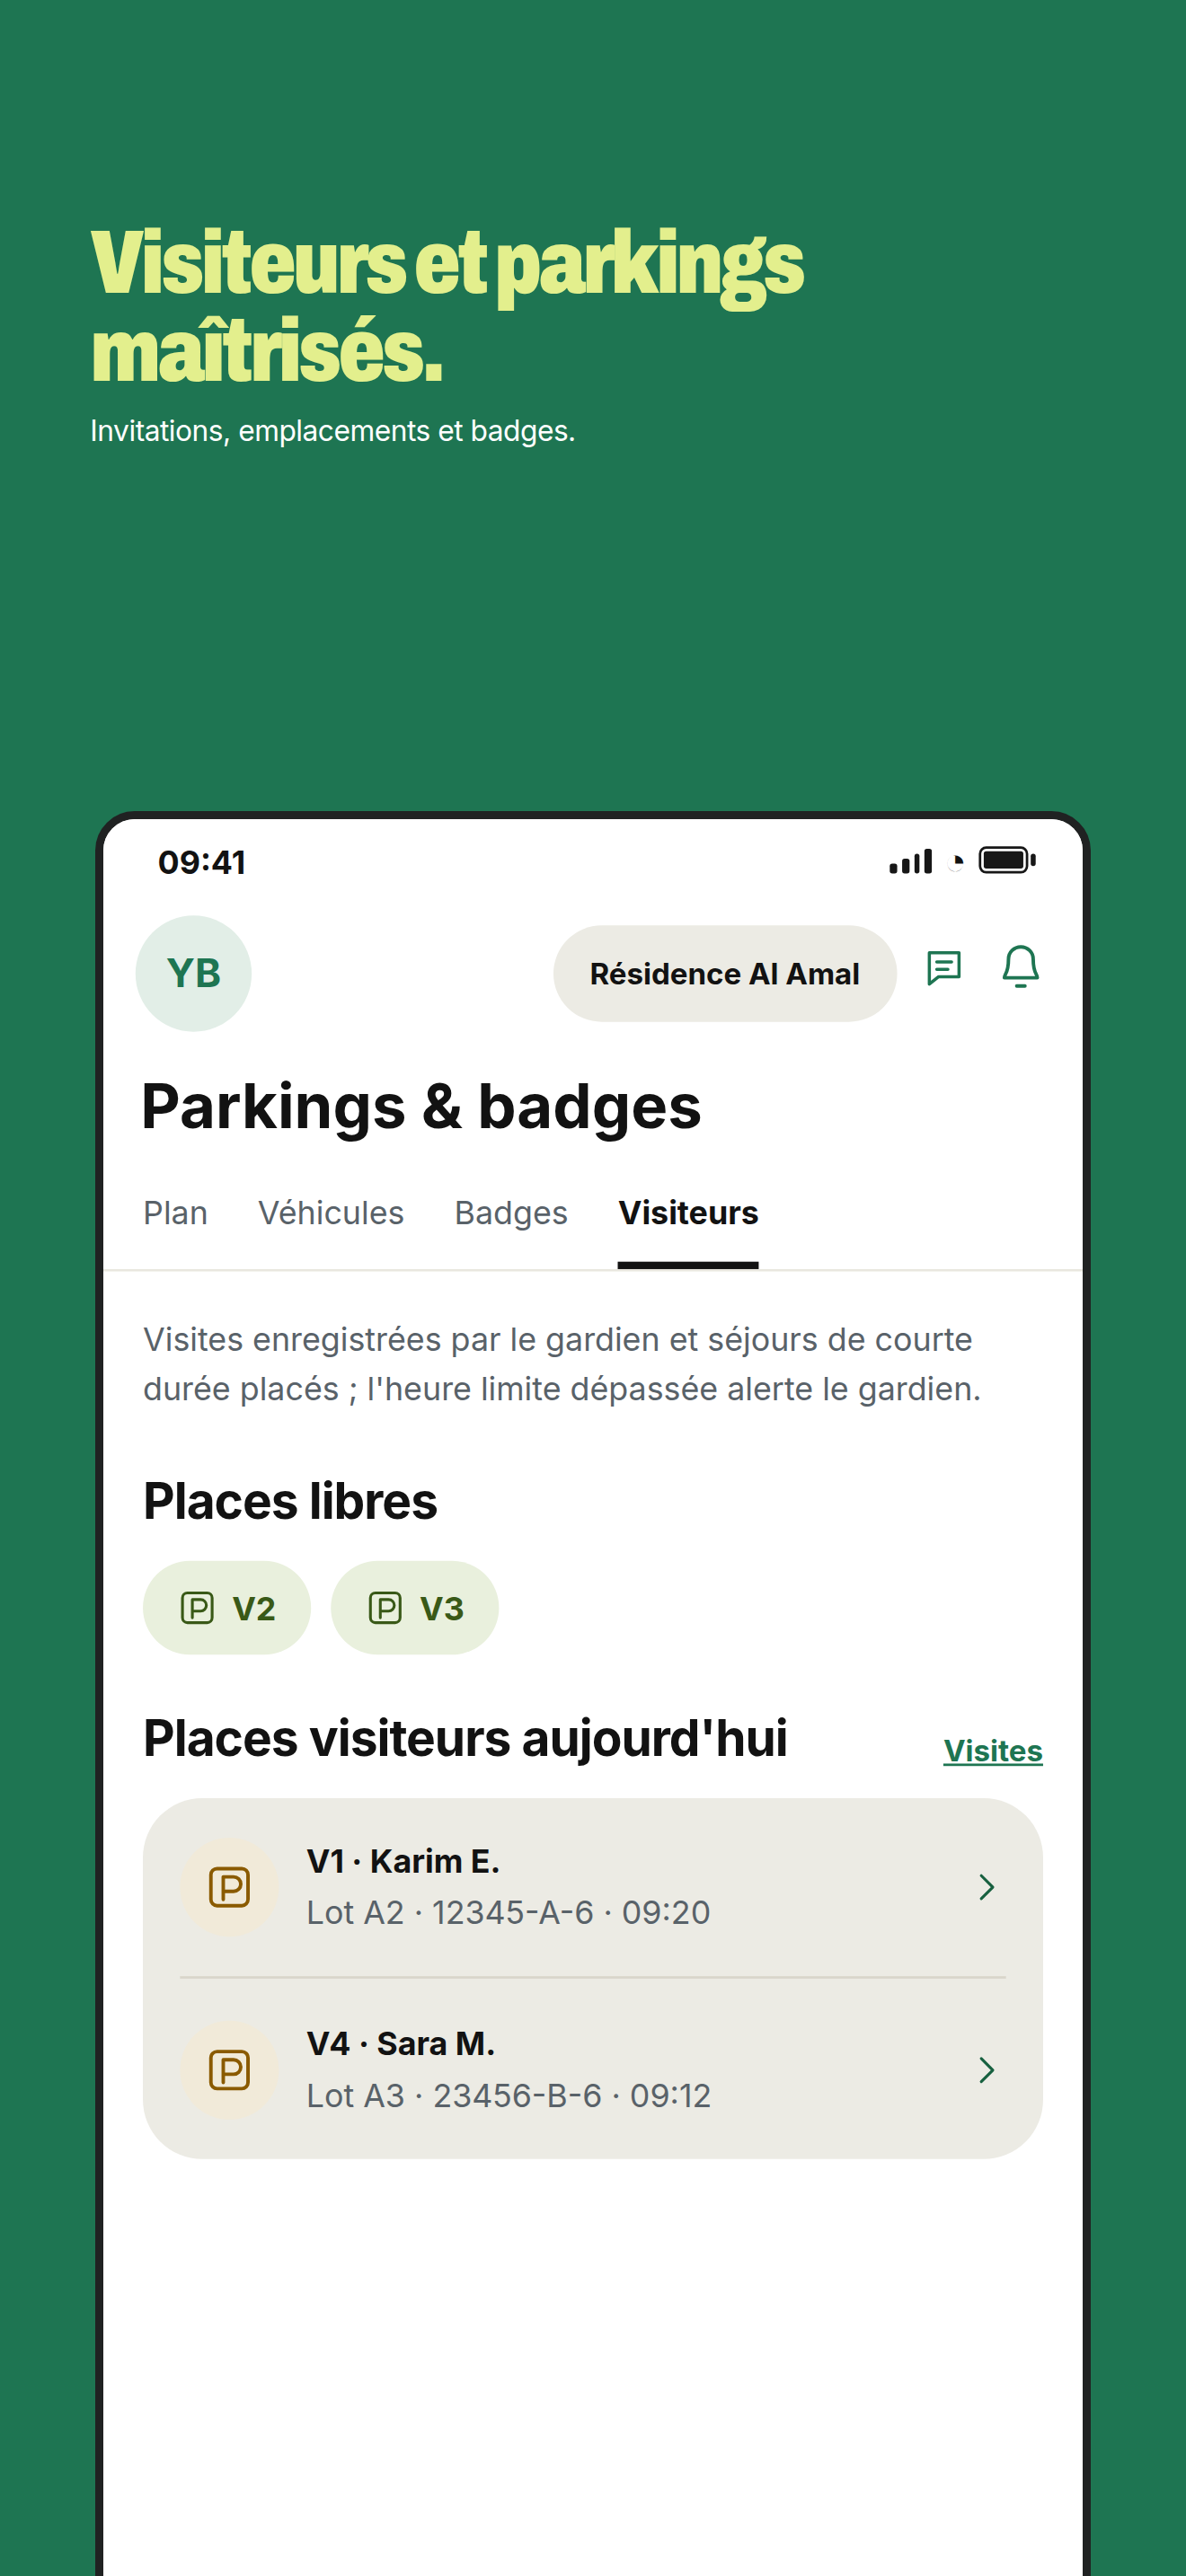 Visiteurs et parkings
maîtrisés.
Invitations, emplacements et badges.
09:41
YB
Résidence Al Amal
Parkings & badges
Plan Véhicules Badges Visiteurs
Visites enregistrées par le gardien et séjours de courte
durée placés ; l'heure limite dépassée alerte le gardien.
Places libres
P V2 P V3
Places visiteurs aujourd'hui Visites
P V1 · Karim E.
Lot A2 · 12345-A-6 · 09:20
P V4 · Sara M.
Lot A3 · 23456-B-6 · 09:12